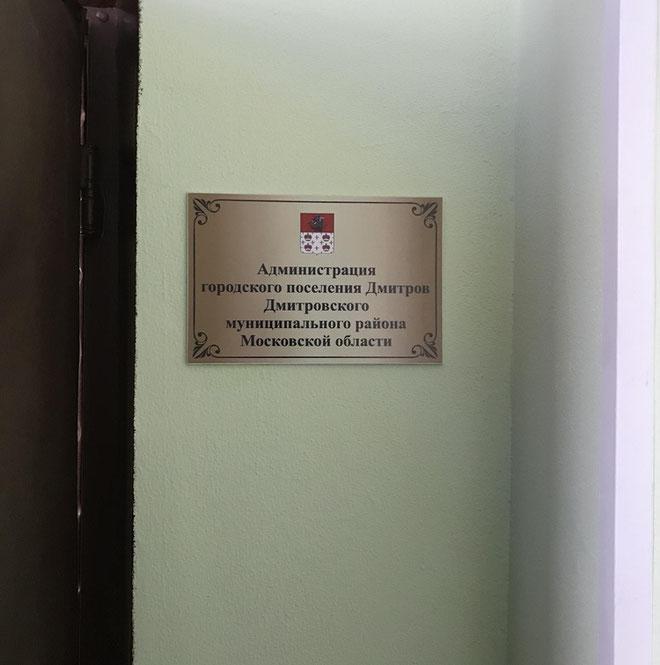 Администрация
городского поселения Дмитров
Дмитровского
муниципального района
Московской области